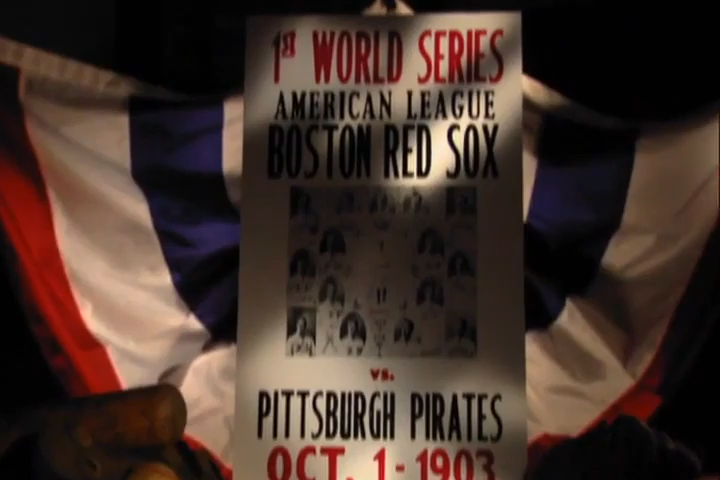 1st WORLD SERIES
AMERICAN LEAGUE
BOSTON RED SOX
vs.
PITTSBURGH PIRATES
OCT. 1-1903